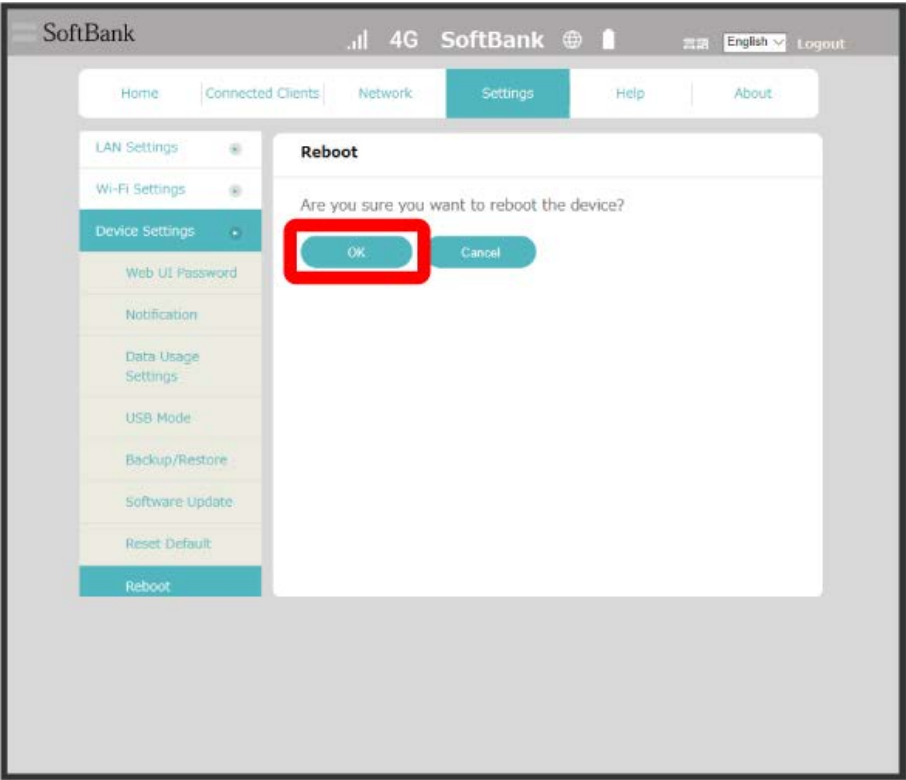 SoftBank
4G SoftBank
言語 English Logout
Home Connected Clients Network Settings Help About
LAN Settings
Wi-Fi Settings
Device Settings
Web UI Password
Notification
Data Usage
Settings
USB Mode
Backup/Restore
Software Update
Reset Default
Reboot
Reboot
Are you sure you want to reboot the device?
OK Cancel